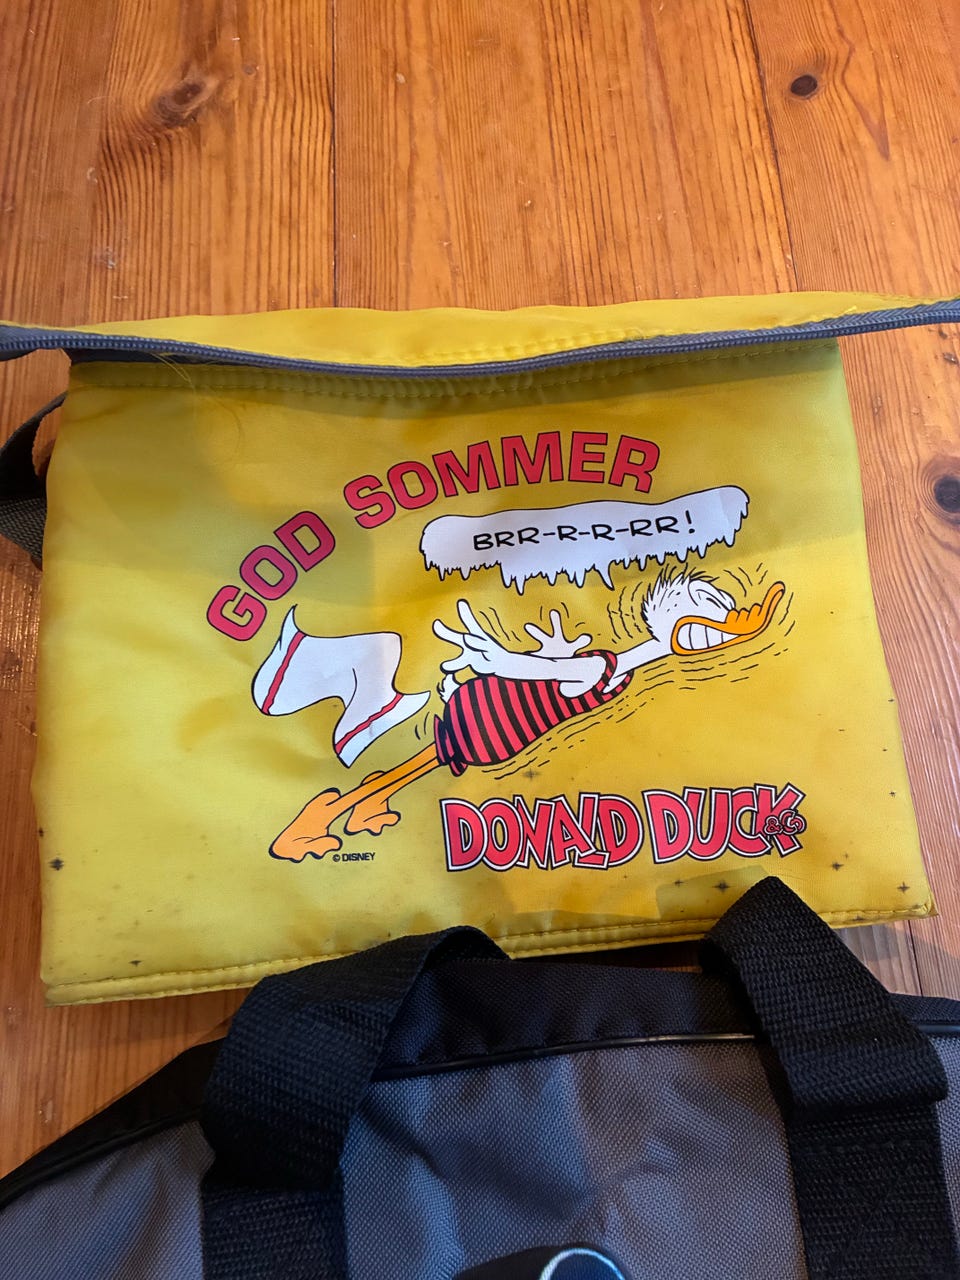 GOD SOMMER
BRR-R-R-RR!
DONALD DUCK &Co
© DISNEY